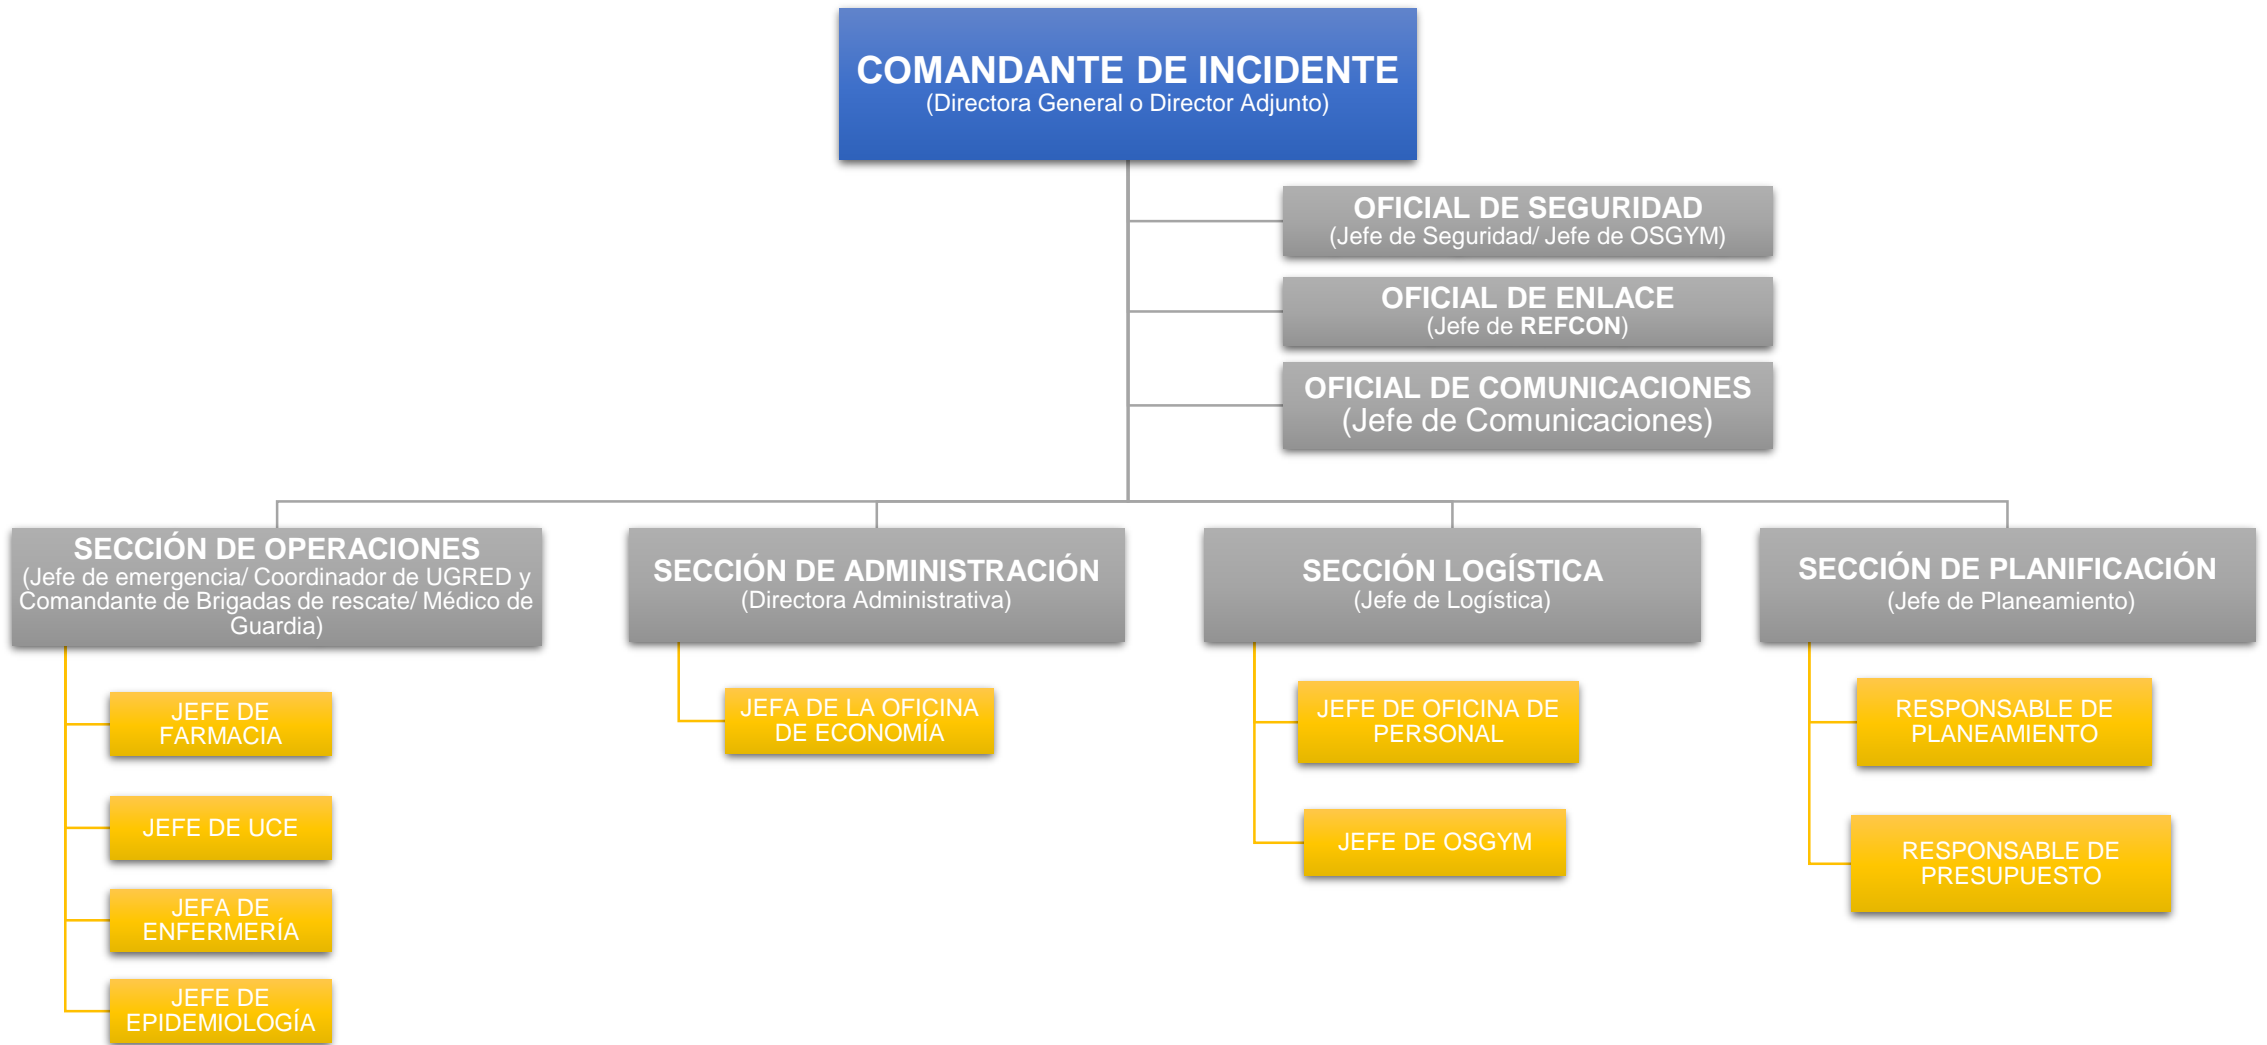 COMANDANTE DE INCIDENTE
(Directora General o Director Adjunto)
OFICIAL DE SEGURIDAD
(Jefe de Seguridad/ Jefe de OSGYM)
OFICIAL DE ENLACE
(Jefe de REFCON)
OFICIAL DE COMUNICACIONES
(Jefe de Comunicaciones)
SECCIÓN DE OPERACIONES
(Jefe de emergencia/ Coordinador de UGRED y
Comandante de Brigadas de rescate/ Médico de
Guardia)
JEFE DE
FARMACIA
JEFE DE UCE
JEFA DE
ENFERMERÍA
JEFE DE
EPIDEMIOLOGÍA
SECCIÓN DE ADMINISTRACIÓN
(Directora Administrativa)
JEFA DE LA OFICINA
DE ECONOMÍA
SECCIÓN LOGÍSTICA
(Jefe de Logística)
JEFE DE OFICINA DE
PERSONAL
JEFE DE OSGYM
SECCIÓN DE PLANIFICACIÓN
(Jefe de Planeamiento)
RESPONSABLE DE
PLANEAMIENTO
RESPONSABLE DE
PRESUPUESTO